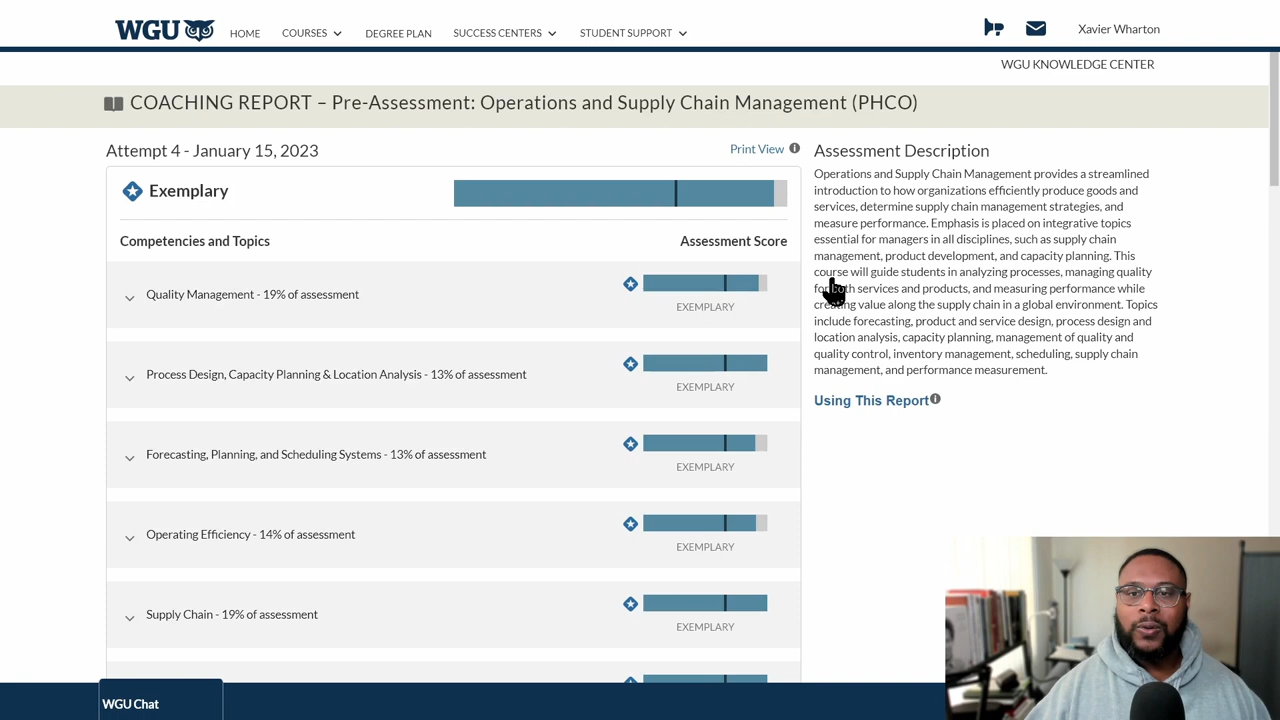 WGU
HOME
COURSES
DEGREE PLAN
SUCCESS CENTERS
STUDENT SUPPORT
Xavier Wharton
WGU KNOWLEDGE CENTER
COACHING REPORT – Pre-Assessment: Operations and Supply Chain Management (PHCO)
Attempt 4 - January 15, 2023
Print View
Exemplary
Competencies and Topics
Assessment Score
Quality Management - 19% of assessment
EXEMPLARY
Process Design, Capacity Planning & Location Analysis - 13% of assessment
EXEMPLARY
Forecasting, Planning, and Scheduling Systems - 13% of assessment
EXEMPLARY
Operating Efficiency - 14% of assessment
EXEMPLARY
Supply Chain - 19% of assessment
EXEMPLARY
Assessment Description
Operations and Supply Chain Management provides a streamlined
introduction to how organizations efficiently produce goods and
services, determine supply chain management strategies, and
measure performance. Emphasis is placed on integrative topics
essential for managers in all disciplines, such as supply chain
management, product development, and capacity planning. This
course will guide students in analyzing processes, managing quality
services and products, and measuring performance while
value along the supply chain in a global environment. Topics
include forecasting, product and service design, process design and
location analysis, capacity planning, management of quality and
quality control, inventory management, scheduling, supply chain
management, and performance measurement.
Using This Report
WGU Chat